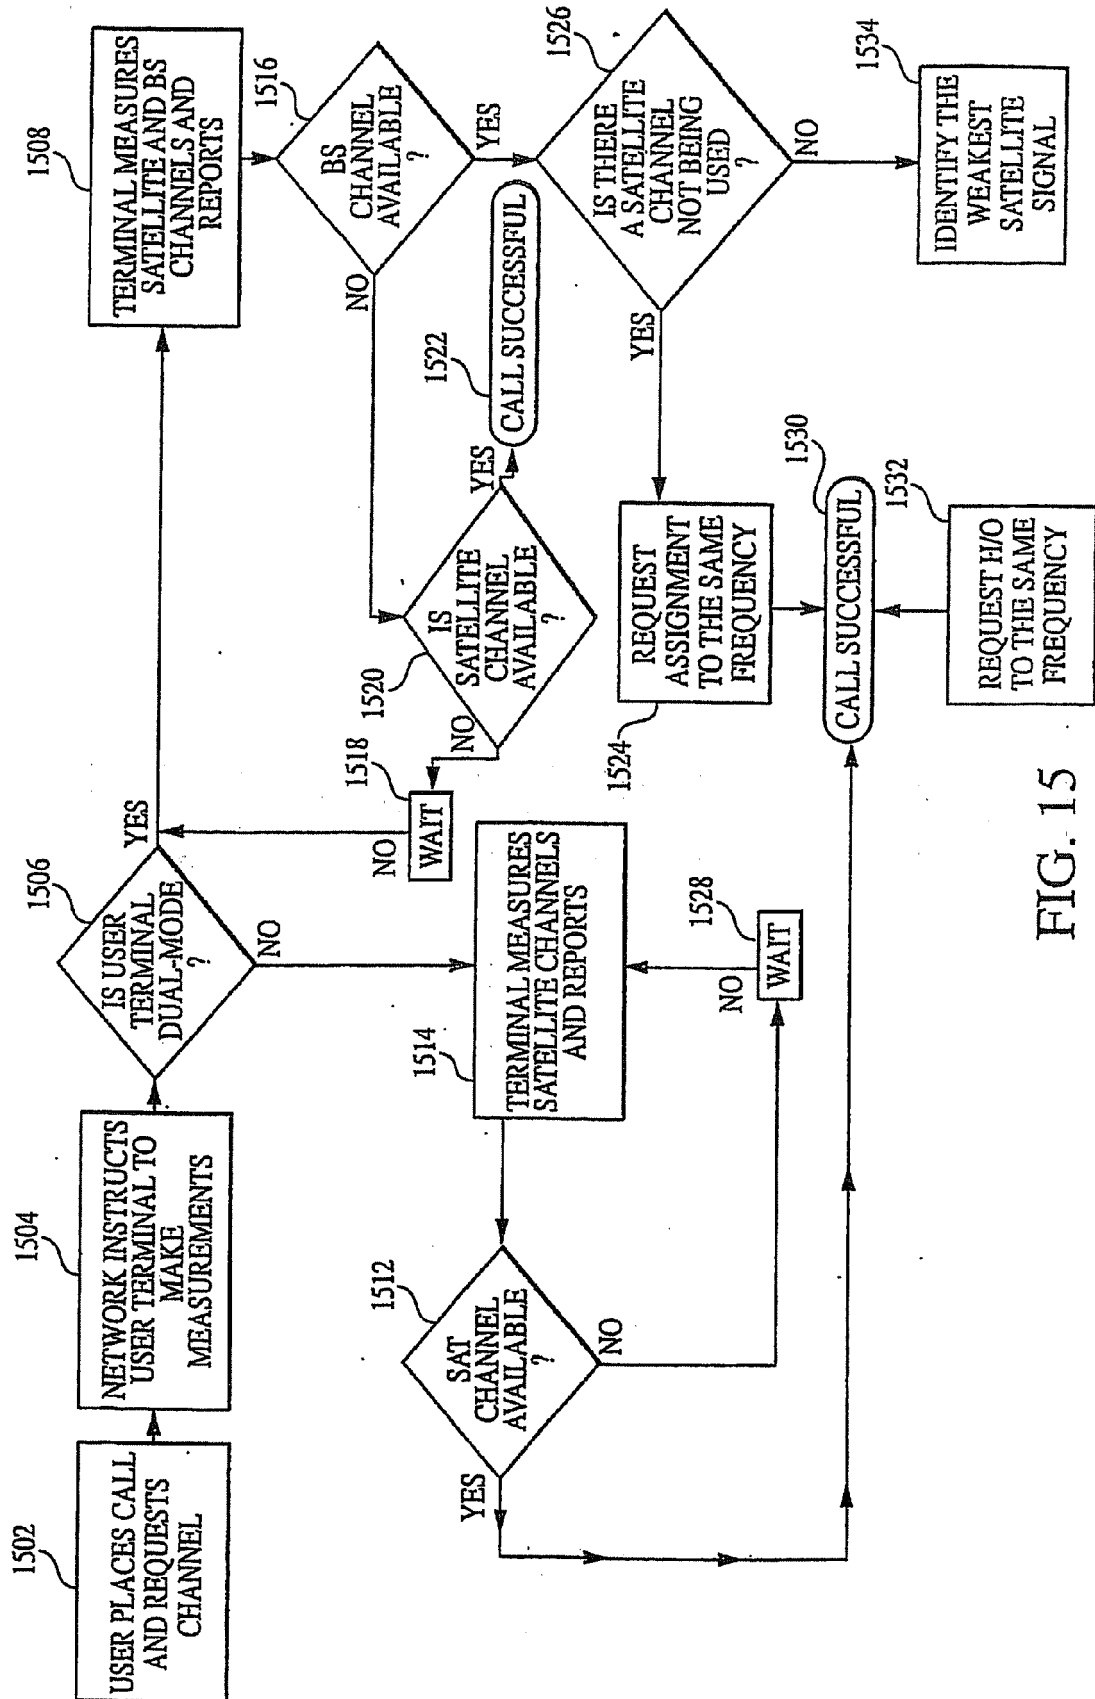 1502
USER PLACES CALL
AND REQUESTS
CHANNEL
1504
NETWORK INSTRUCTS
USER TERMINAL TO
MAKE
MEASUREMENTS
1506
IS USER
TERMINAL
DUAL-MODE
?
YES
NO
1508
TERMINAL MEASURES
SATELLITE AND BS
CHANNELS AND
REPORTS
1516
BS
CHANNEL
AVAILABLE
?
NO
YES
1518
NO
WAIT
1520
IS
SATELLITE
CHANNEL
AVAILABLE
?
NO
YES
1522
CALL SUCCESSFUL
1526
IS THERE
A SATELLITE
CHANNEL
NOT BEING
USED
?
YES
NO
1514
TERMINAL MEASURES
SATELLITE CHANNELS
AND REPORTS
1512
SAT
CHANNEL
AVAILABLE
?
YES
NO
1528
NO
WAIT
1524
REQUEST
ASSIGNMENT
TO THE SAME
FREQUENCY
1530
CALL SUCCESSFUL
1532
REQUEST H/O
TO THE SAME
FREQUENCY
1534
IDENTIFY THE
WEAKEST
SATELLITE
SIGNAL
FIG. 15